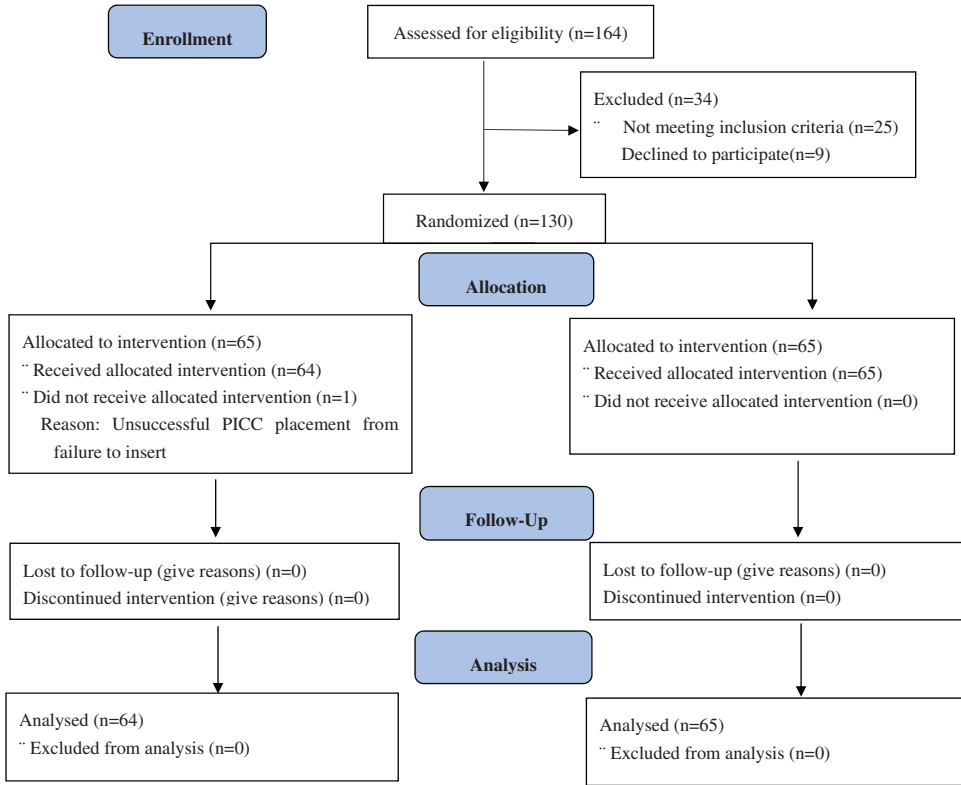 Enrollment
Assessed for eligibility (n=164)
Excluded (n=34)
¨ Not meeting inclusion criteria (n=25)
Declined to participate(n=9)
Randomized (n=130)
Allocation
Allocated to intervention (n=65)
¨ Received allocated intervention (n=64)
¨ Did not receive allocated intervention (n=1)
Reason: Unsuccessful PICC placement from
failure to insert
Allocated to intervention (n=65)
¨ Received allocated intervention (n=65)
¨ Did not receive allocated intervention (n=0)
Follow-Up
Lost to follow-up (give reasons) (n=0)
Discontinued intervention (give reasons) (n=0)
Lost to follow-up (give reasons) (n=0)
Discontinued intervention (n=0)
Analysis
Analysed (n=64)
¨ Excluded from analysis (n=0)
Analysed (n=65)
¨ Excluded from analysis (n=0)